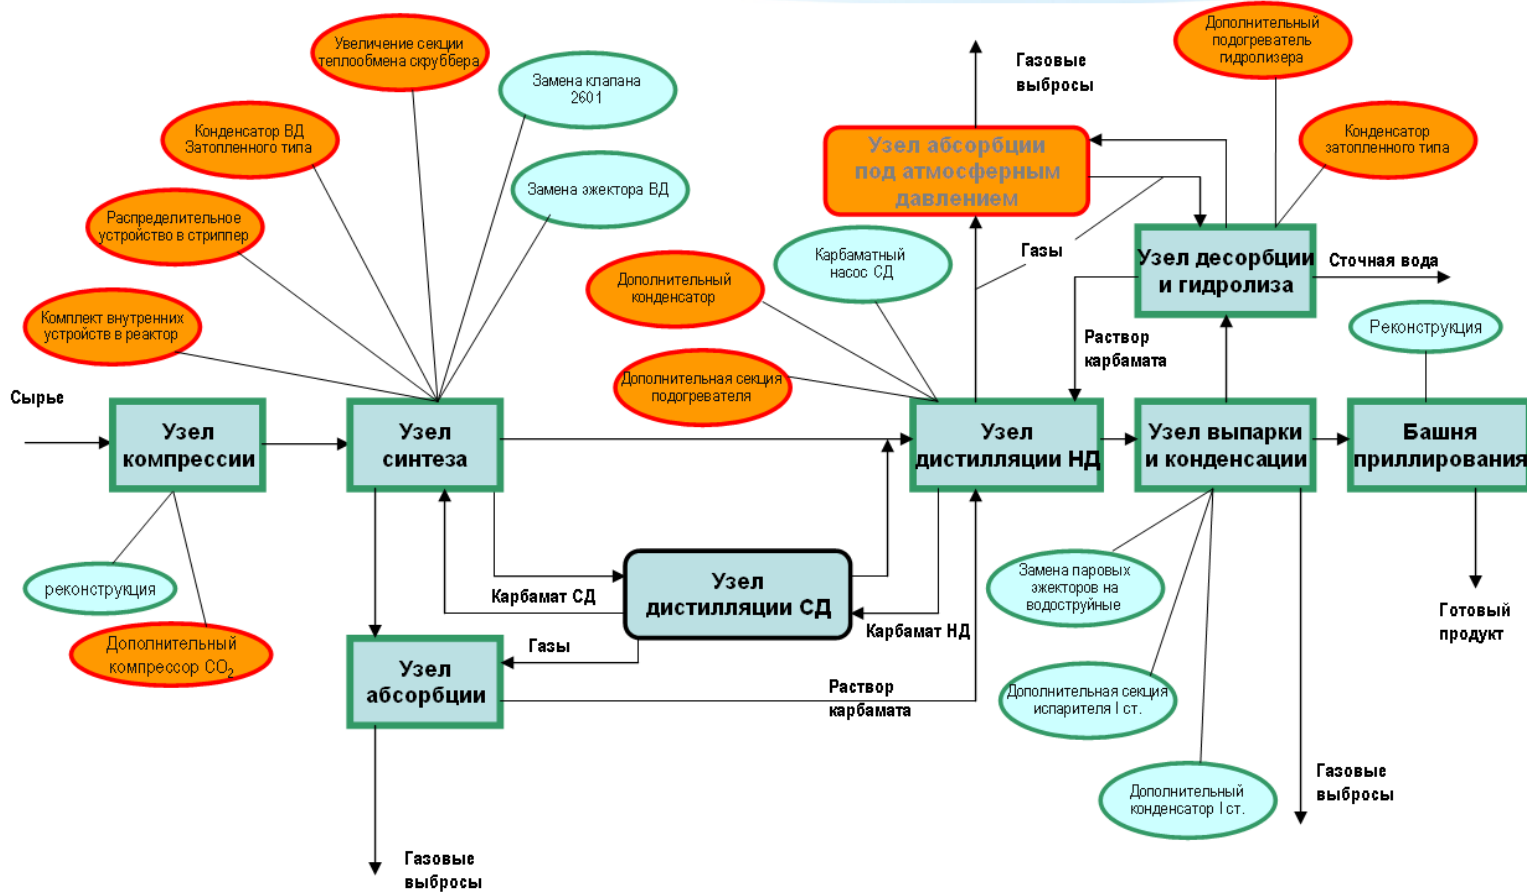 Увеличение секции
теплообмена скруббера
Замена клапана
2601
Конденсатор ВД
Затопленного типа
Замена эжектора ВД
Распределительное
устройство в стриппер
Комплект внутренних
устройств в реактор
Сырье
Узел
компрессии
Узел
синтеза
реконструкция
Дополнительный
компрессор CO2
Узел
абсорбции
Газовые
выбросы
Карбамат СД
Газы
Узел
дистилляции СД
Карбамат НД
Раствор
карбамата
Дополнительный
конденсатор
Дополнительная секция
подогревателя
Карбаматный
насос СД
Газовые
выбросы
Узел абсорбции
под атмосферным
давлением
Газы
Дополнительный
подогреватель
гидролизера
Конденсатор
затопленного типа
Узел десорбции
и гидролиза
Сточная вода
Раствор
карбамата
Реконструкция
Узел
дистилляции НД
Узел выпарки
и конденсации
Башня
приллирования
Замена паровых
эжекторов на
водоструйные
Дополнительная секция
испарителя I ст.
Дополнительный
конденсатор I ст.
Газовые
выбросы
Готовый
продукт